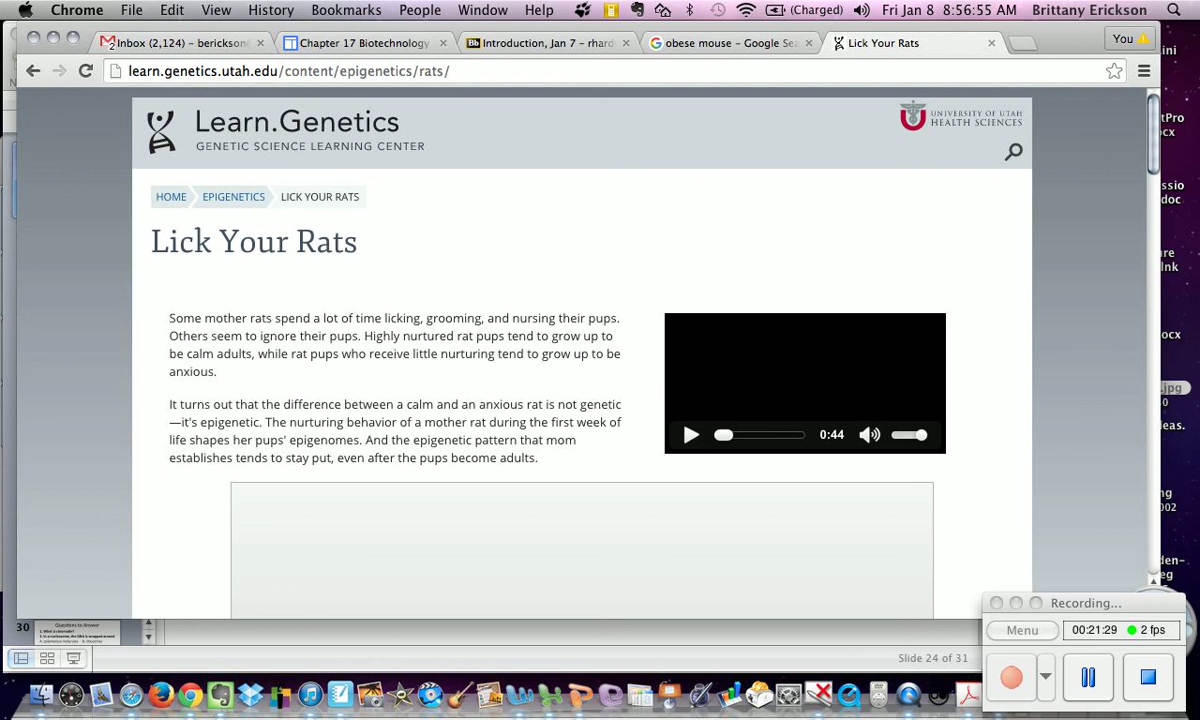 Chrome File Edit View History Bookmarks People Window Help (Charged) Fri Jan 8 8:56:55 AM Brittany Erickson
Inbox (2,124) – berickson@ Chapter 17 Biotechnology Introduction, Jan 7 – rhard obese mouse – Google Sea Lick Your Rats You
learn.genetics.utah.edu/content/epigenetics/rats/
Learn.Genetics
GENETIC SCIENCE LEARNING CENTER
UNIVERSITY OF UTAH
HEALTH SCIENCES
HOME EPIGENETICS LICK YOUR RATS
Lick Your Rats
Some mother rats spend a lot of time licking, grooming, and nursing their pups.
Others seem to ignore their pups. Highly nurtured rat pups tend to grow up to
be calm adults, while rat pups who receive little nurturing tend to grow up to be
anxious.
It turns out that the difference between a calm and an anxious rat is not genetic
—it's epigenetic. The nurturing behavior of a mother rat during the first week of
life shapes her pups' epigenomes. And the epigenetic pattern that mom
establishes tends to stay put, even after the pups become adults.
0:44
Recording...
Menu 00:21:29 2 fps
30 Questions to Answer
Slide 24 of 31